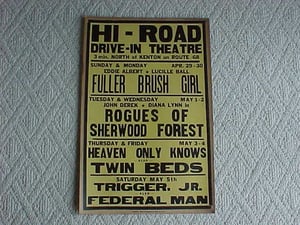 HI - ROAD
DRIVE-IN THEATRE
3 min. NORTH of KENTON on ROUTE 68
SUNDAY & MONDAY APR. 29-30
EDDIE ALBERT & LUCILLE BALL
FULLER BRUSH GIRL
TUESDAY & WEDNESDAY MAY 1-2
JOHN DEREK & DIANA LYNN in
ROGUES OF
SHERWOOD FOREST
THURSDAY & FRIDAY MAY 3-4
HEAVEN ONLY KNOWS
TWIN BEDS
SATURDAY MAY 5th
TRIGGER, JR.
FEDERAL MAN